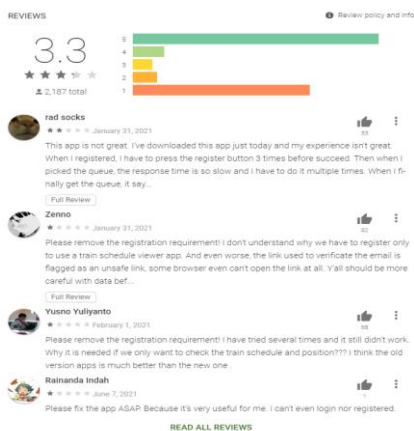 REVIEWS
Review policy and info
3.3
5
4
3
2
1
2,187 total
rad socks
January 31, 2021
This app is not great. I've downloaded this app just today and my experience isn't great.
When I registered, I have to press the register button 3 times before succeed. Then when I
picked the queue, the response time is so slow and I have to do it multiple times. When I fi-
nally get the queue, it say...
Full Review
Zenno
January 31, 2021
Please remove the registration requirement! I don't understand why we have to register only
to use a train schedule viewer app. And even worse, the link used to verificate the email is
flagged as an unsafe link, some browser even can't open the link at all. Y'all should be more
careful with data bef...
Full Review
Yusno Yuliyanto
February 1, 2021
Please remove the registration requirement! I have tried several times and it still didn't work.
Why it is needed if we only want to check the train schedule and position??? I think the old
version apps is much better than the new one .
Rainanda Indah
June 7, 2021
Please fix the app ASAP. Because it's very useful for me. I can't even login nor registered.
READ ALL REVIEWS